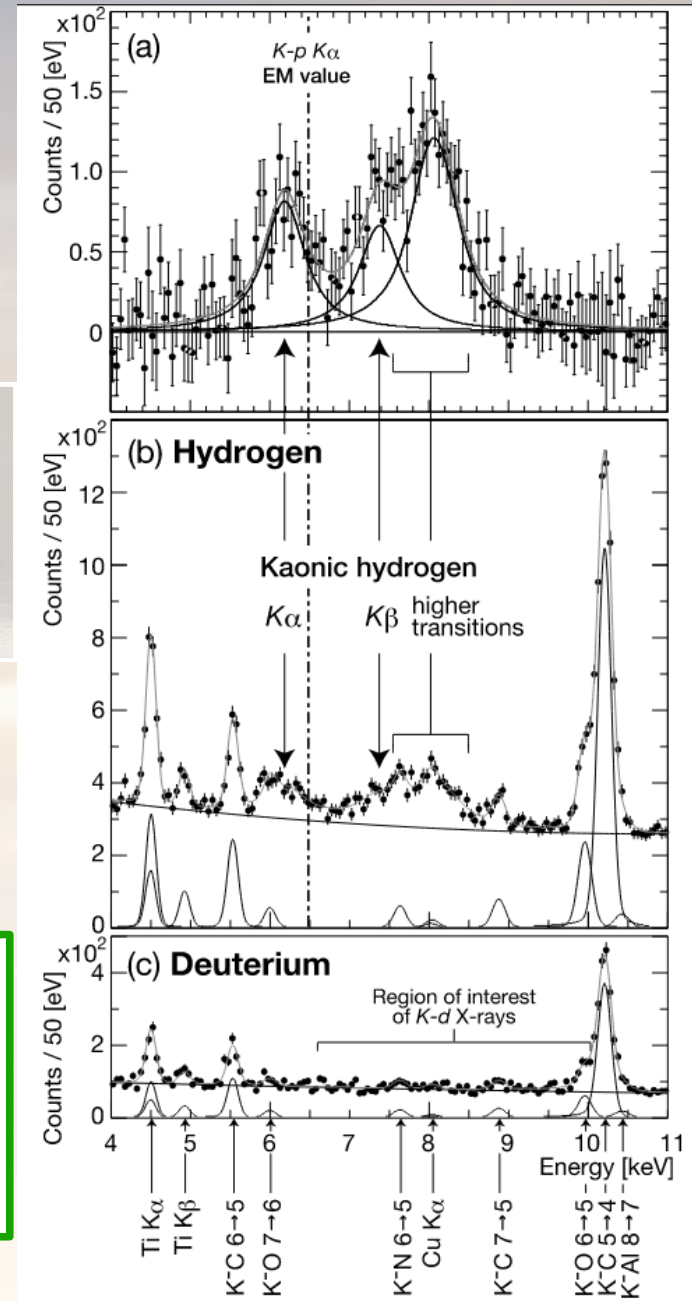 x10²
(a)
K-p Kα
EM value
Counts / 50 [eV]
1.5
1.0
0.5
0
x10²
(b) Hydrogen
Counts / 50 [eV]
12
10
8
6
4
2
0
Kaonic hydrogen
Kα
Kβ
higher
transitions
x10²
(c) Deuterium
Counts / 50 [eV]
4
2
0
Region of interest
of K-d X-rays
4 5 6 7 8 9 10 11
Energy [keV]
Ti Kα
Ti Kβ
K⁻C 6→5
K⁻O 7→6
K⁻N 6→5
Cu Kα
K⁻C 7→5
K⁻O 6→5
K⁻C 5→4
K⁻Al 8→7